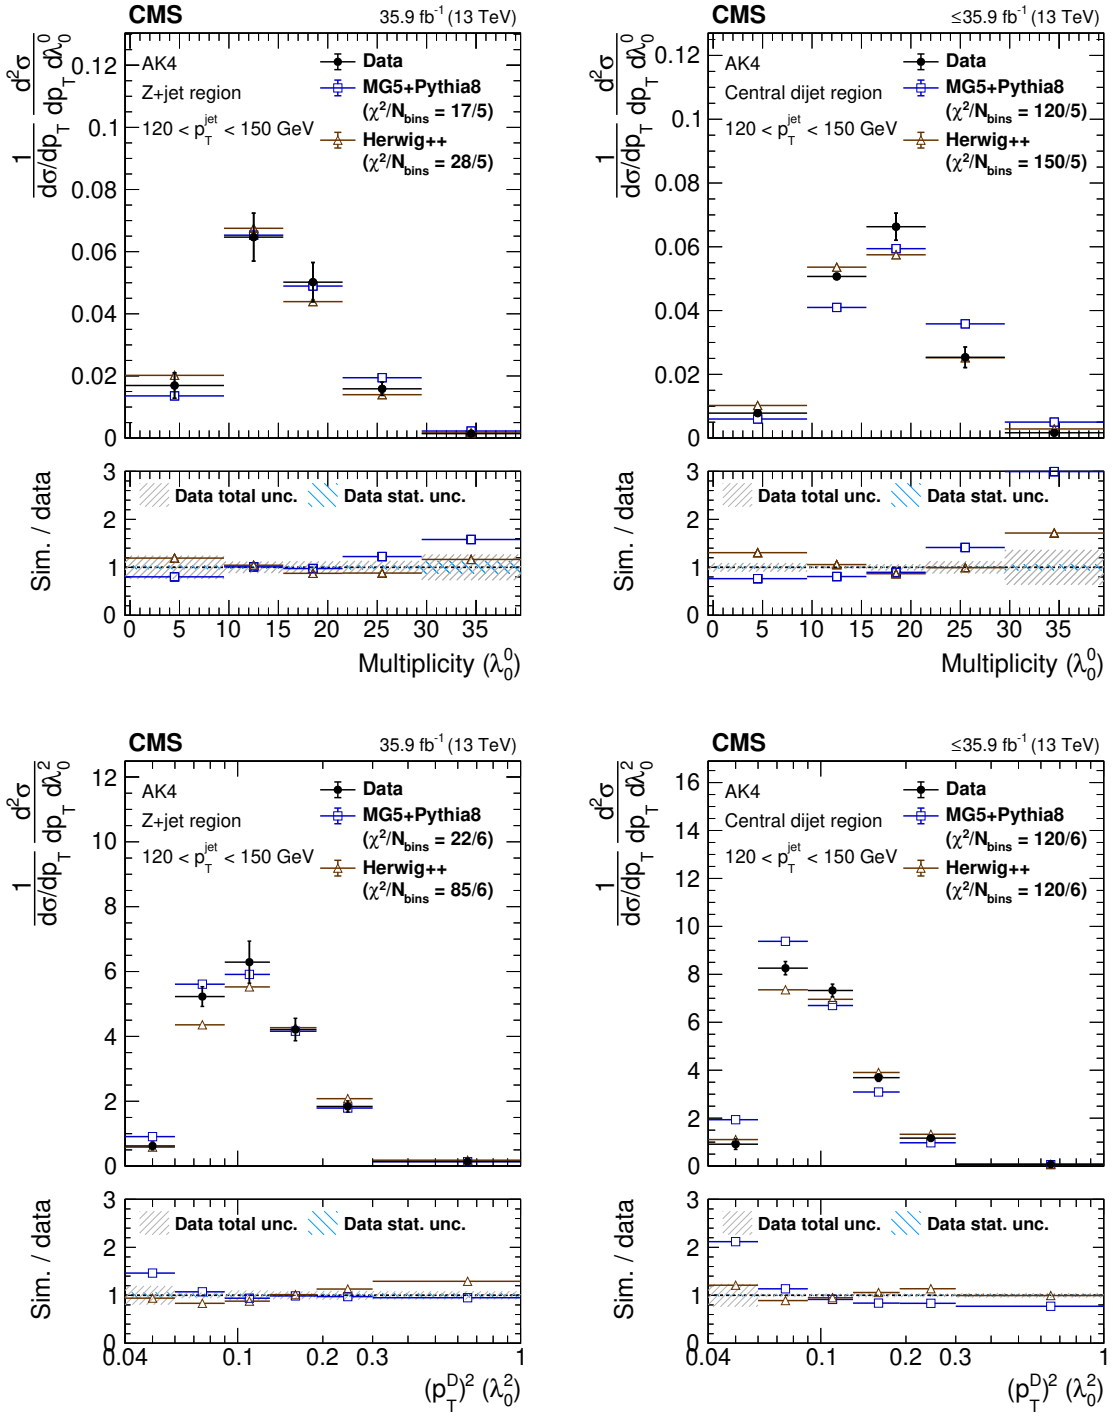 CMS 35.9 fb⁻¹ (13 TeV)
1/(dσ/dp_T) d²σ/(dp_T dλ₀⁰)
AK4
Z+jet region
120 < p_T^jet < 150 GeV
Data
MG5+Pythia8
(χ²/N_bins = 17/5)
Herwig++
(χ²/N_bins = 28/5)
0.12
0.1
0.08
0.06
0.04
0.02
0
Sim. / data
Data total unc. Data stat. unc.
3
2
1
0
0 5 10 15 20 25 30 35
Multiplicity (λ₀⁰)
CMS ≤35.9 fb⁻¹ (13 TeV)
1/(dσ/dp_T) d²σ/(dp_T dλ₀⁰)
AK4
Central dijet region
120 < p_T^jet < 150 GeV
Data
MG5+Pythia8
(χ²/N_bins = 120/5)
Herwig++
(χ²/N_bins = 150/5)
0.12
0.1
0.08
0.06
0.04
0.02
0
Sim. / data
Data total unc. Data stat. unc.
3
2
1
0
0 5 10 15 20 25 30 35
Multiplicity (λ₀⁰)
CMS 35.9 fb⁻¹ (13 TeV)
1/(dσ/dp_T) d²σ/(dp_T dλ₀²)
AK4
Z+jet region
120 < p_T^jet < 150 GeV
Data
MG5+Pythia8
(χ²/N_bins = 22/6)
Herwig++
(χ²/N_bins = 85/6)
12
10
8
6
4
2
0
Sim. / data
Data total unc. Data stat. unc.
3
2
1
0
0.04 0.1 0.2 0.3 1
(p_T^D)² (λ₀²)
CMS ≤35.9 fb⁻¹ (13 TeV)
1/(dσ/dp_T) d²σ/(dp_T dλ₀²)
AK4
Central dijet region
120 < p_T^jet < 150 GeV
Data
MG5+Pythia8
(χ²/N_bins = 120/6)
Herwig++
(χ²/N_bins = 120/6)
16
14
12
10
8
6
4
2
0
Sim. / data
Data total unc. Data stat. unc.
3
2
1
0
0.04 0.1 0.2 0.3 1
(p_T^D)² (λ₀²)